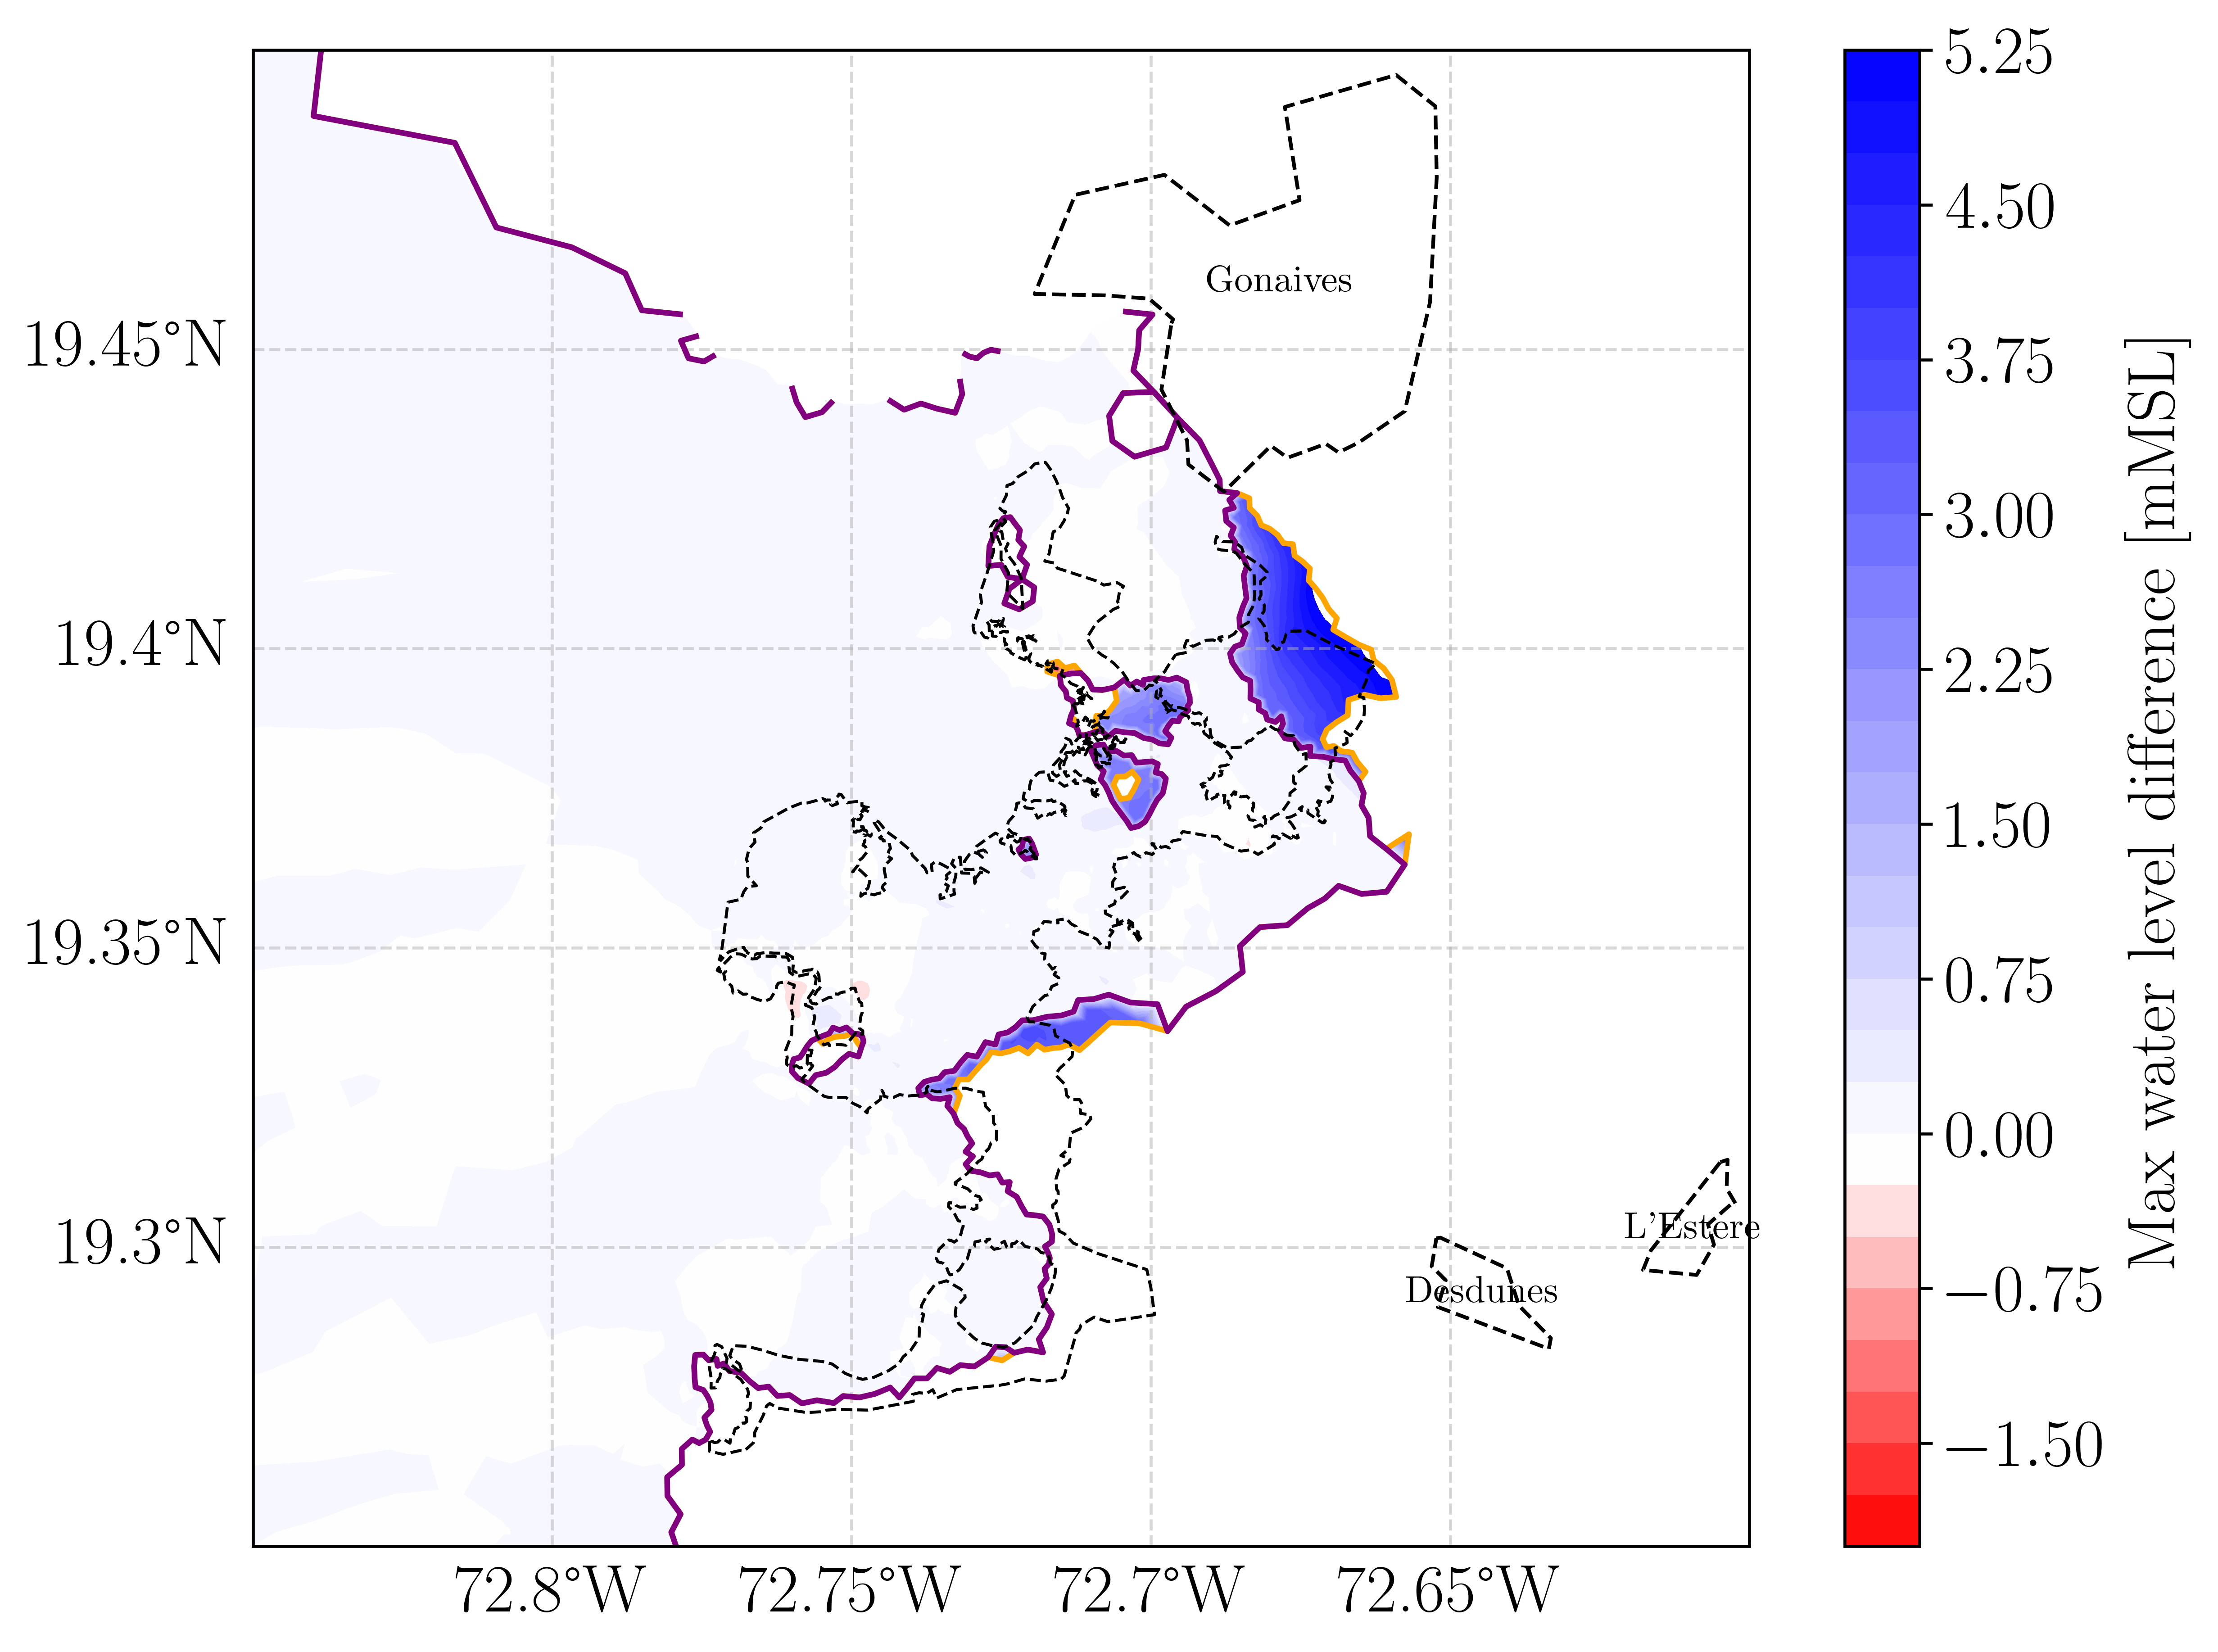 5.25
4.50
Gonaives
19.45°N
3.75
3.00
19.4°N
2.25
1.50
19.35°N
0.75
0.00
L'Estere
19.3°N
Desdunes
−0.75
−1.50
Max water level difference [mMSL]
72.8°W
72.75°W
72.7°W
72.65°W